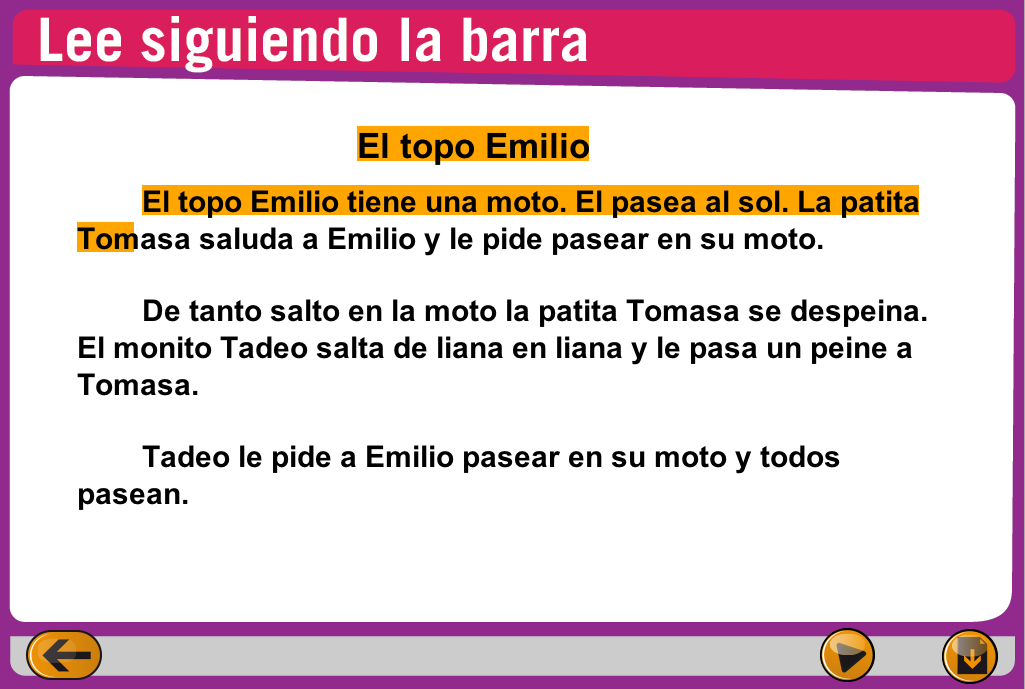 Lee siguiendo la barra
El topo Emilio
El topo Emilio tiene una moto. El pasea al sol. La patita
Tomasa saluda a Emilio y le pide pasear en su moto.
De tanto salto en la moto la patita Tomasa se despeina.
El monito Tadeo salta de liana en liana y le pasa un peine a
Tomasa.
Tadeo le pide a Emilio pasear en su moto y todos
pasean.